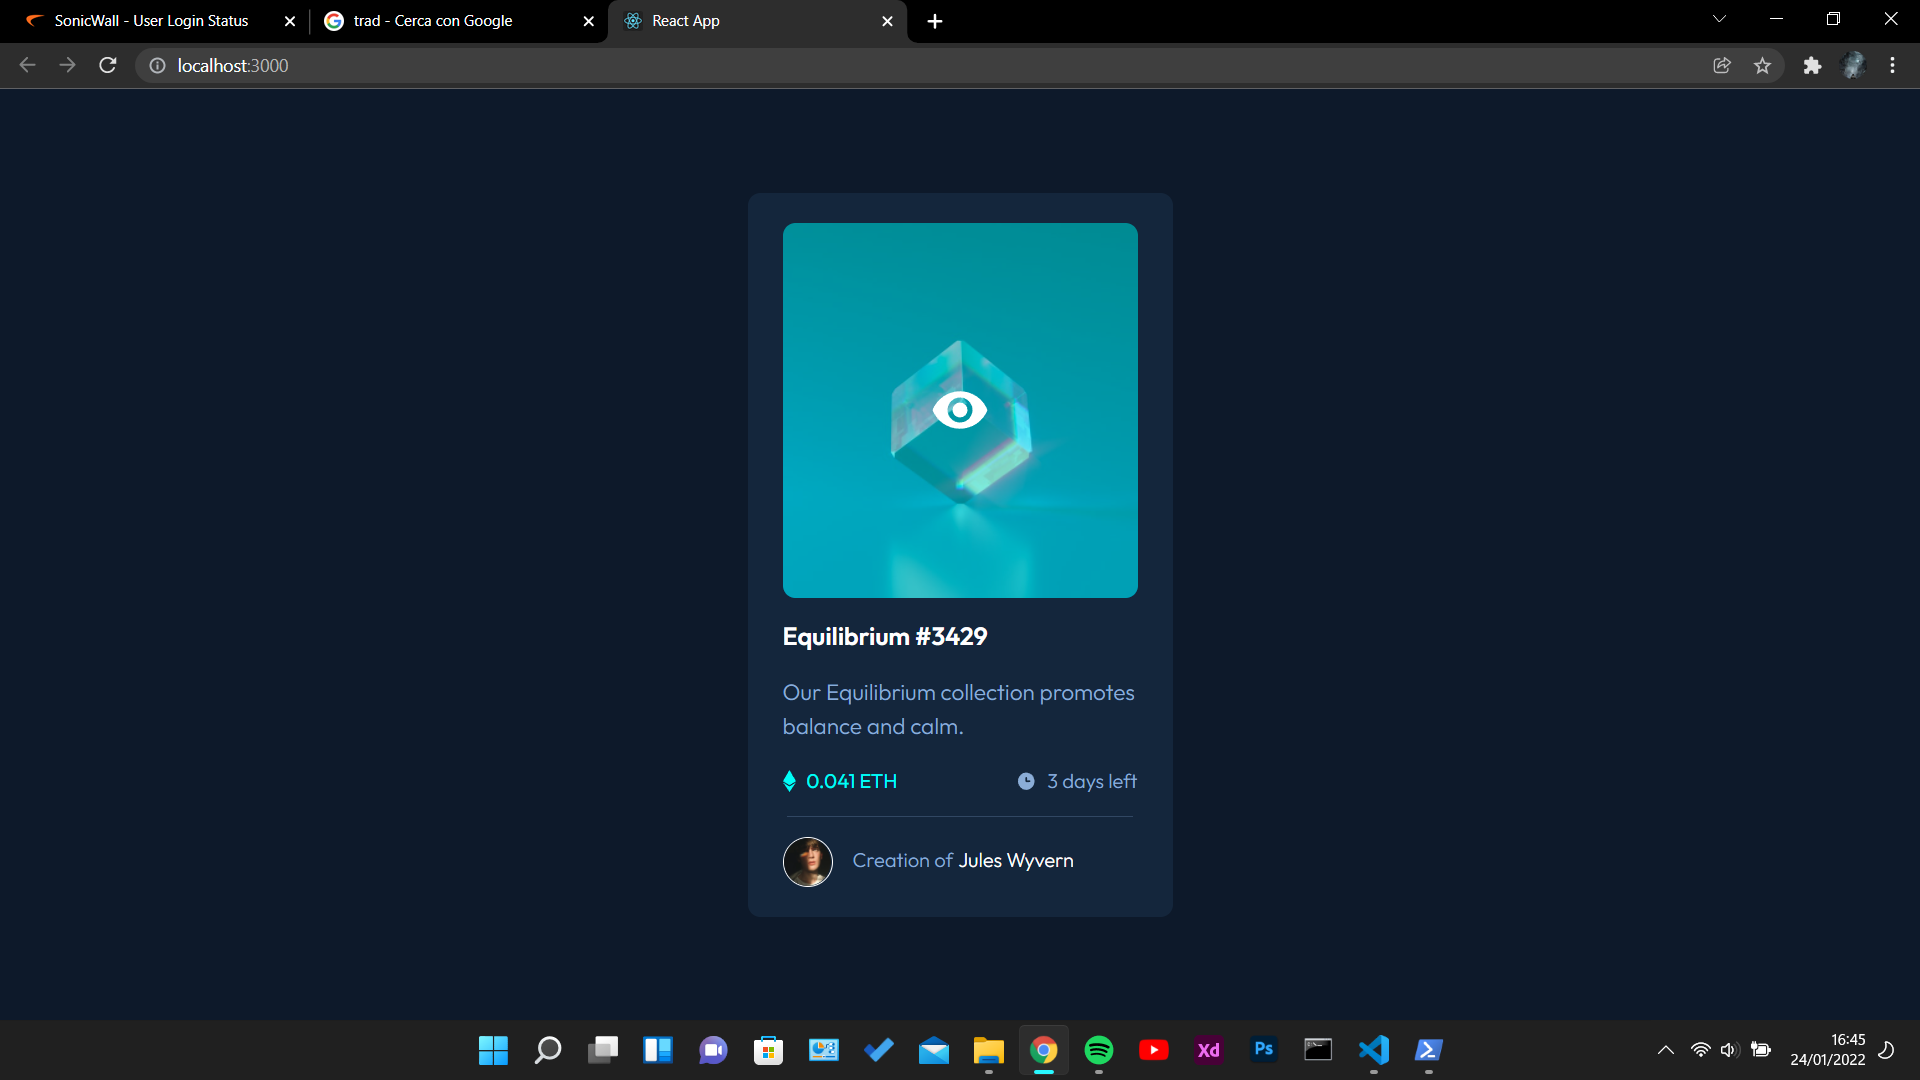 SonicWall - User Login Status
trad - Cerca con Google
React App
localhost:3000
Equilibrium #3429
Our Equilibrium collection promotes
balance and calm.
0.041 ETH
3 days left
Creation of Jules Wyvern
Xd
Ps
16:45
24/01/2022